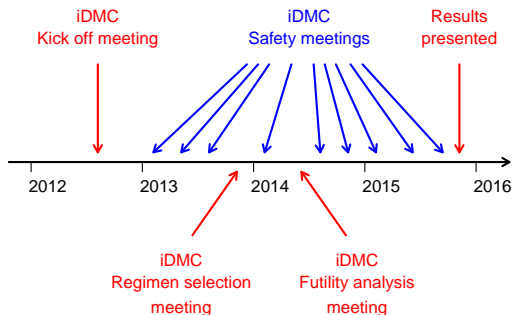 iDMC
Kick off meeting
iDMC
Safety meetings
Results
presented
2012
2013
2014
2015
2016
iDMC
Regimen selection
meeting
iDMC
Futility analysis
meeting